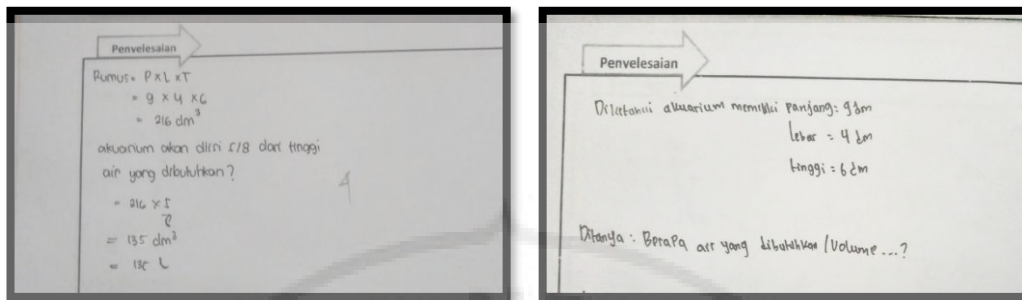 Penyelesaian
Rumus = P x L x T
= 9 x 4 x 6
= 216 dm³
akuarium akan diisi 5/8 dari tinggi
air yang dibutuhkan?
= 216 x 5
8
= 135 dm³
= 135 L
4
Penyelesaian
Diketahui akuarium memiliki panjang: 9 dm
lebar = 4 dm
tinggi = 6 dm
Ditanya : Berapa air yang dibutuhkan / Volume ...?